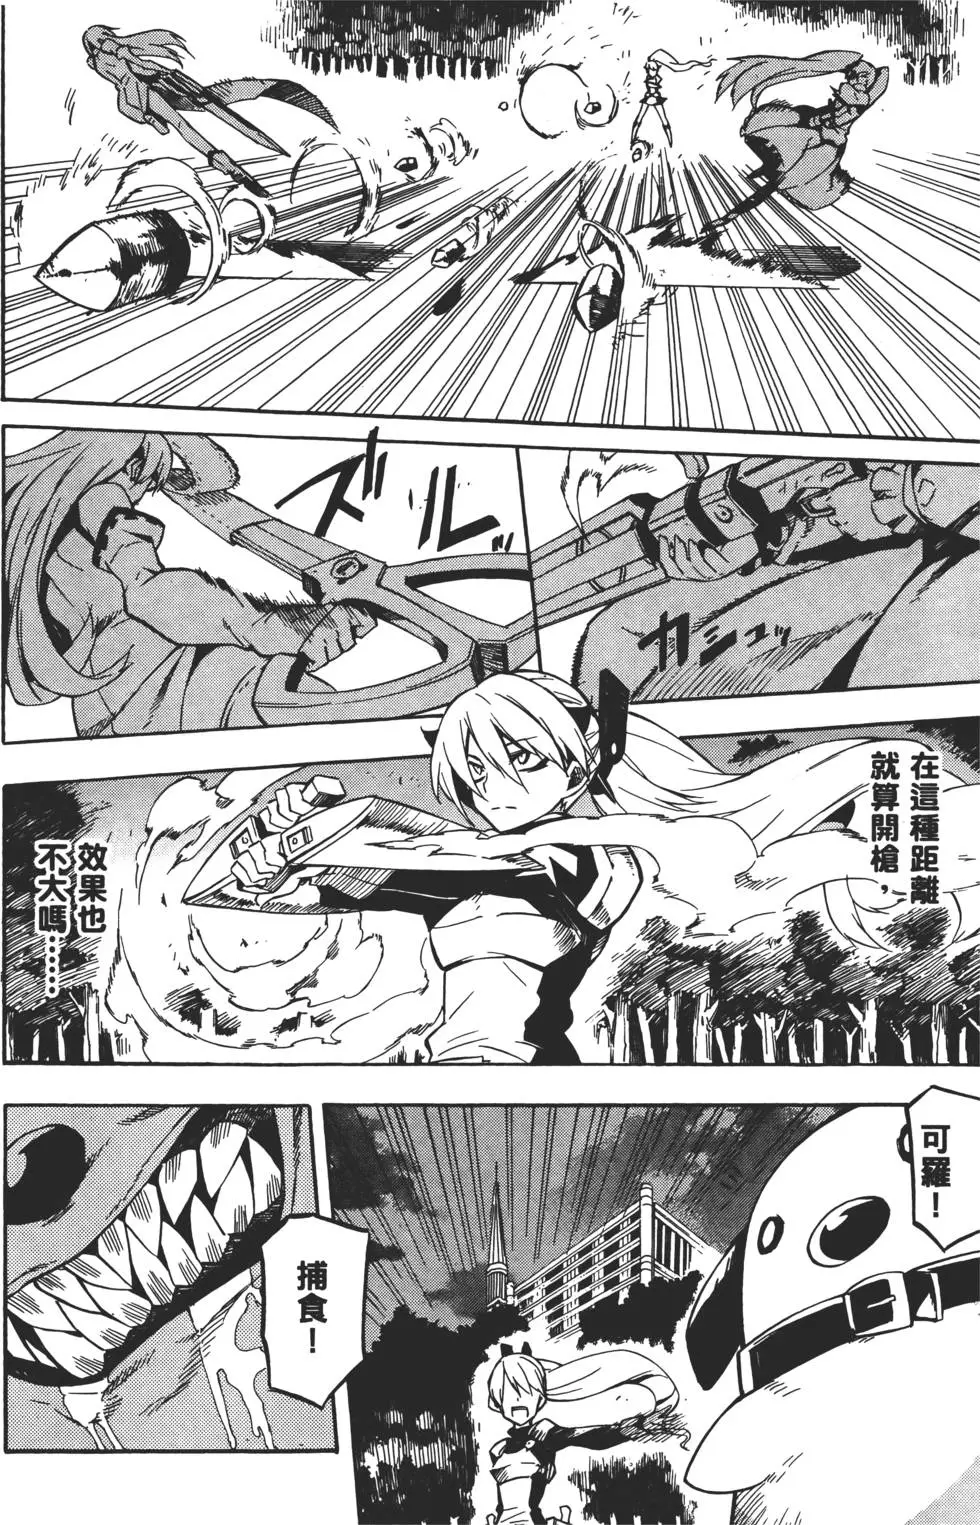 ズルッ
カシュッ
在這種距離
就算開槍，
效果也
不大嗎……
可羅！
捕食！